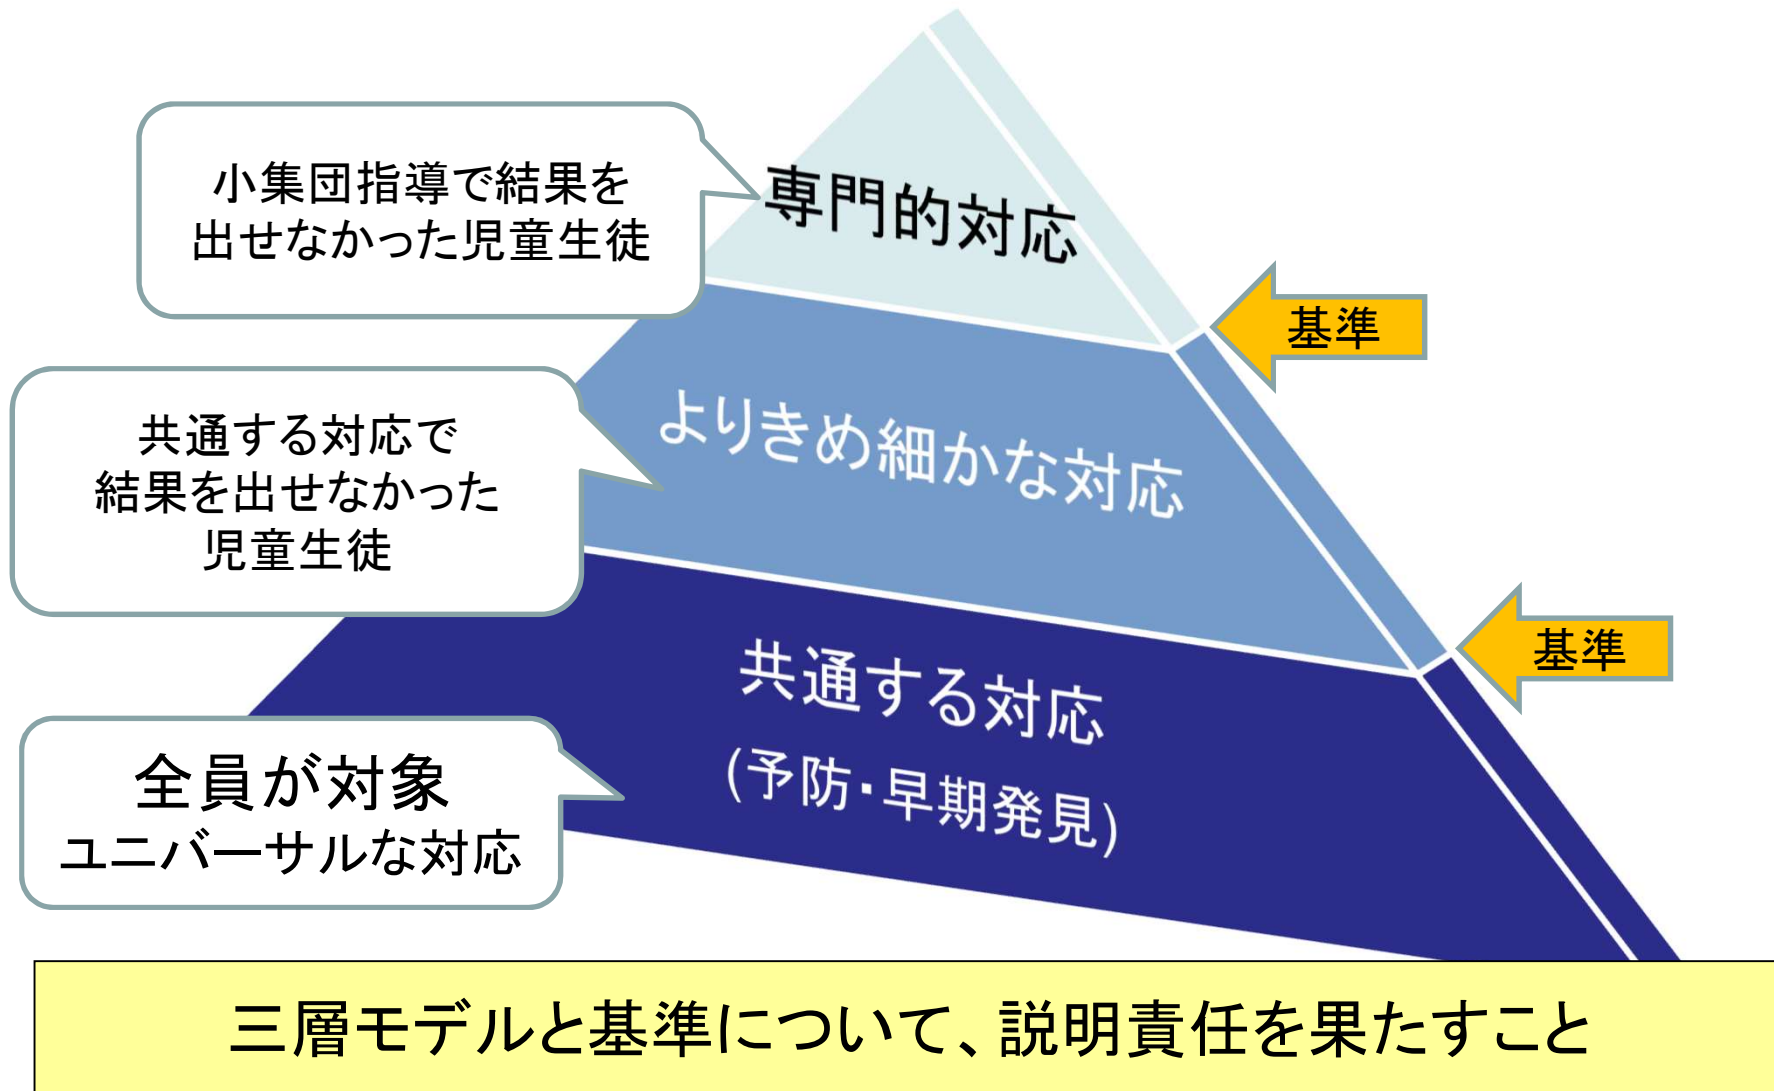 小集団指導で結果を
出せなかった児童生徒
専門的対応
基準
共通する対応で
結果を出せなかった
児童生徒
よりきめ細かな対応
基準
全員が対象
ユニバーサルな対応
共通する対応
(予防・早期発見)
三層モデルと基準について、説明責任を果たすこと